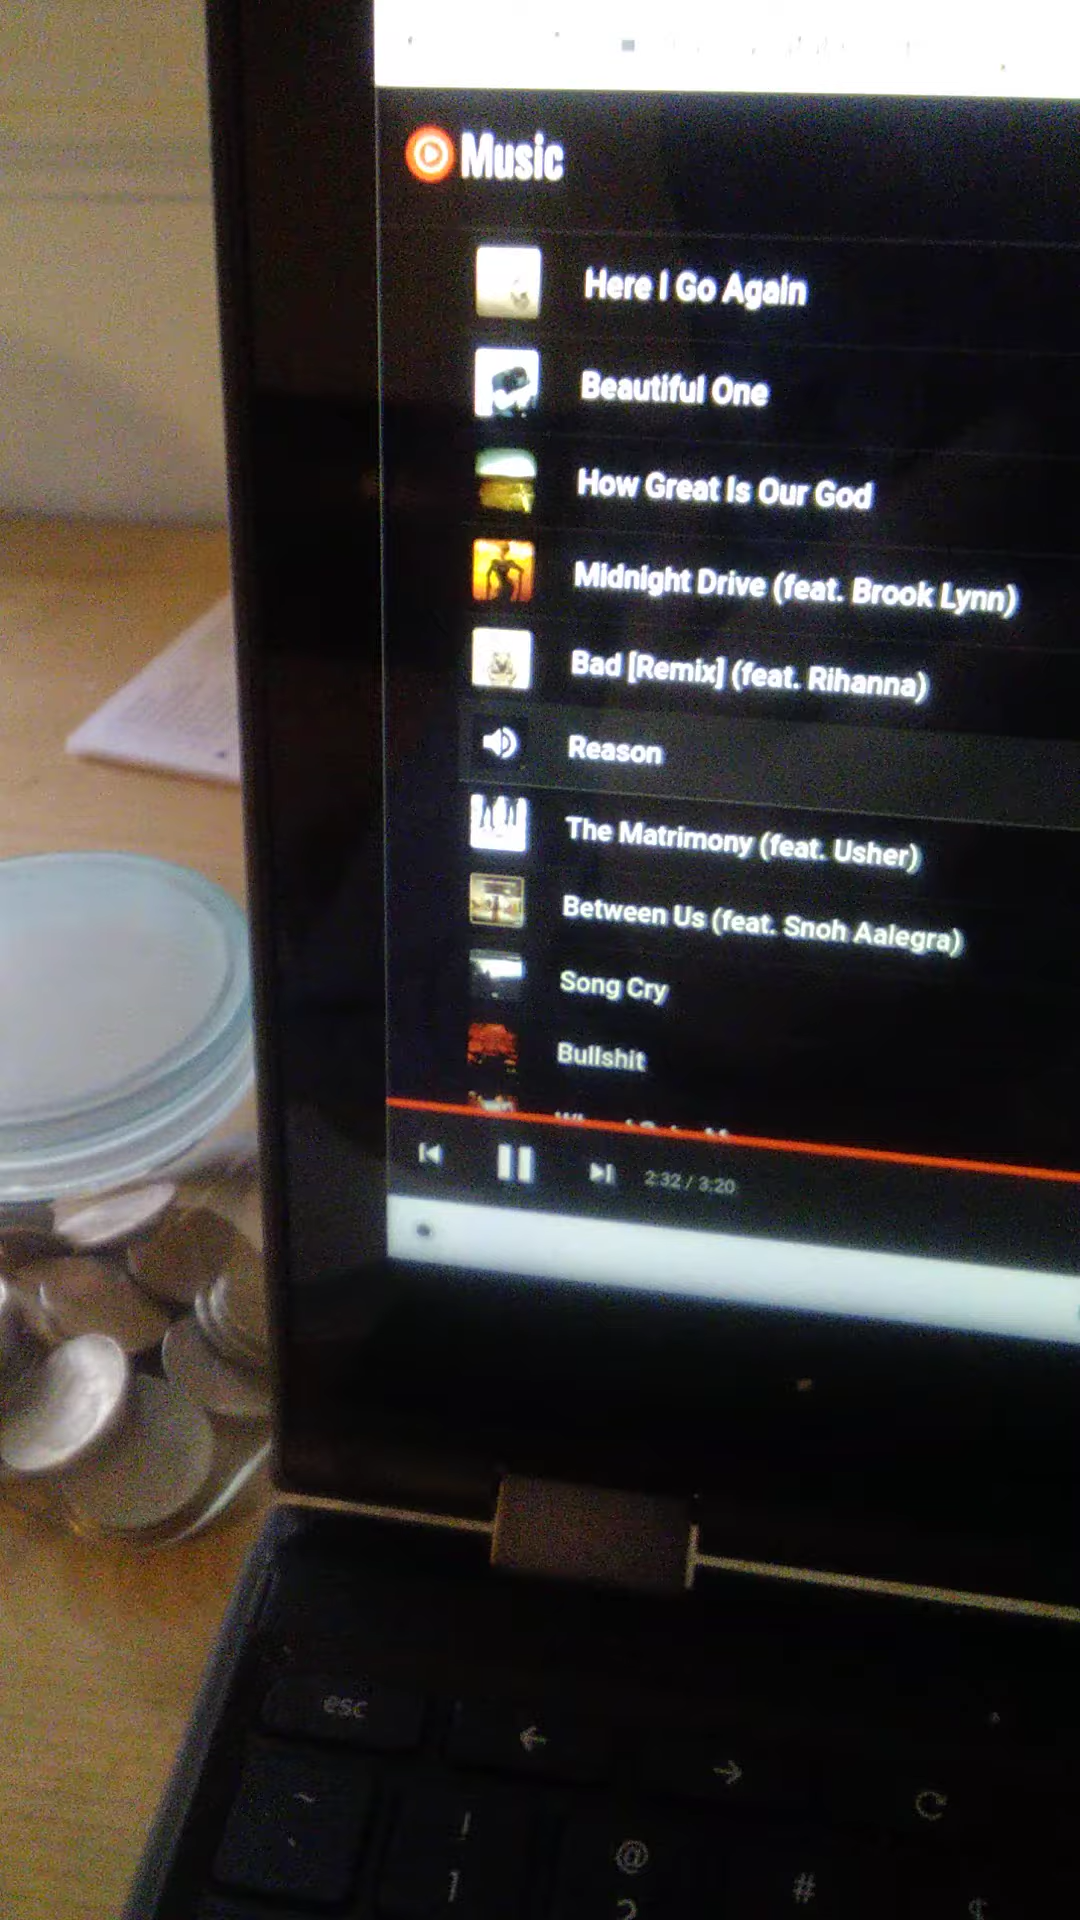 Music
Here I Go Again
Beautiful One
How Great Is Our God
Midnight Drive (feat. Brook Lynn)
Bad [Remix] (feat. Rihanna)
Reason
The Matrimony (feat. Usher)
Between Us (feat. Snoh Aalegra)
Song Cry
Bullshit
2:32 / 3:20
esc
~
!
1
@
2
#
$